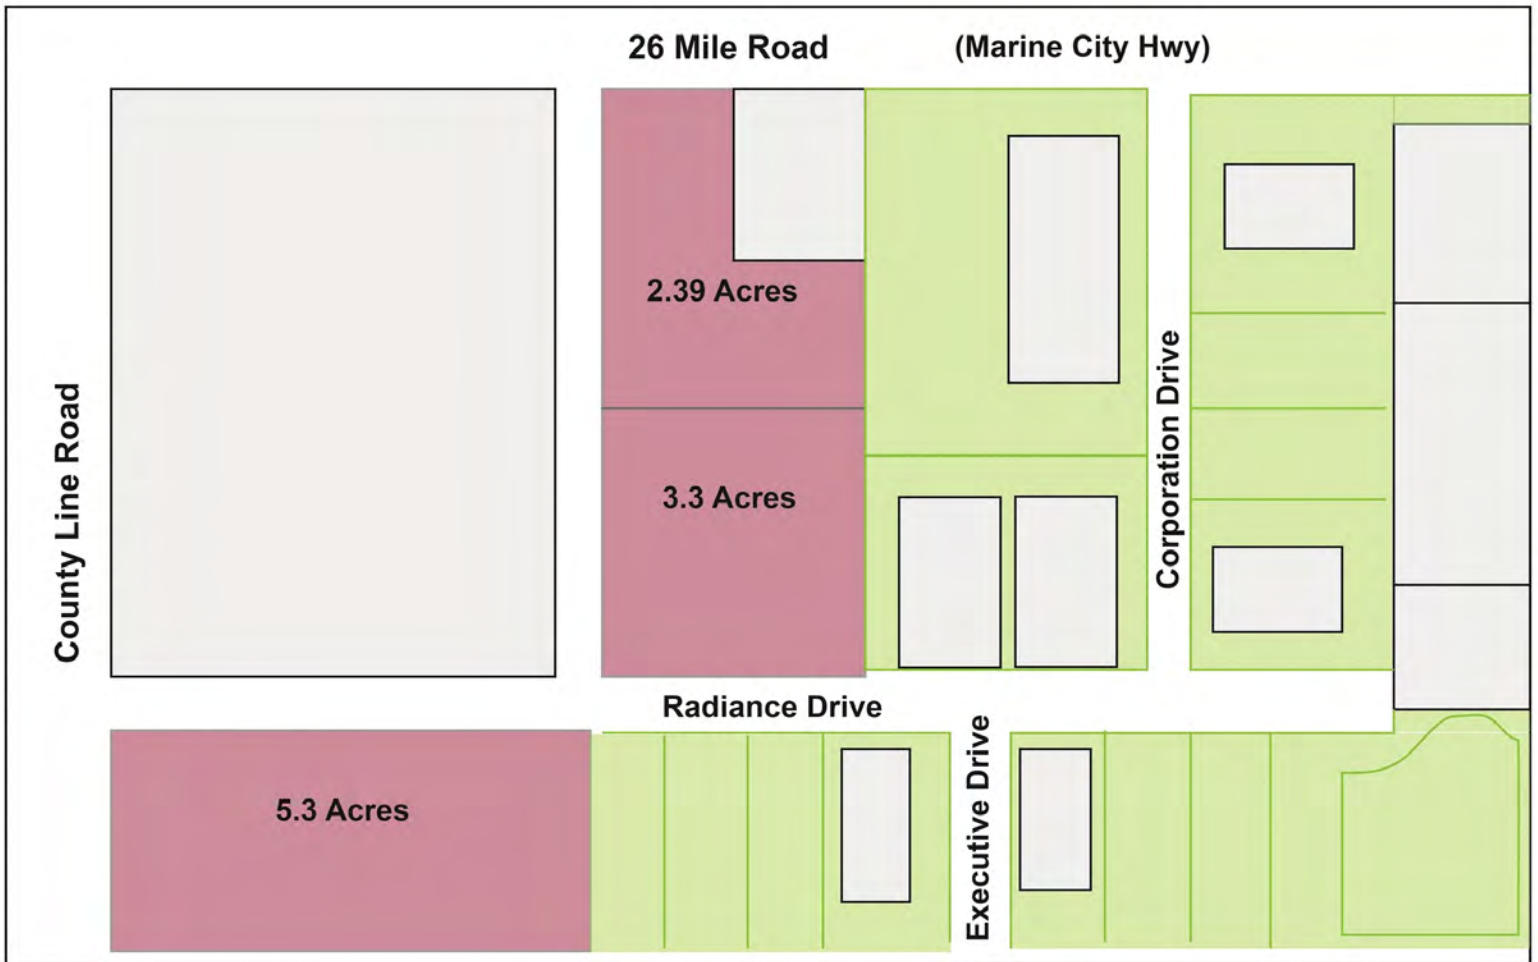 26 Mile Road (Marine City Hwy)
2.39 Acres
County Line Road
Corporation Drive
3.3 Acres
Radiance Drive
Executive Drive
5.3 Acres